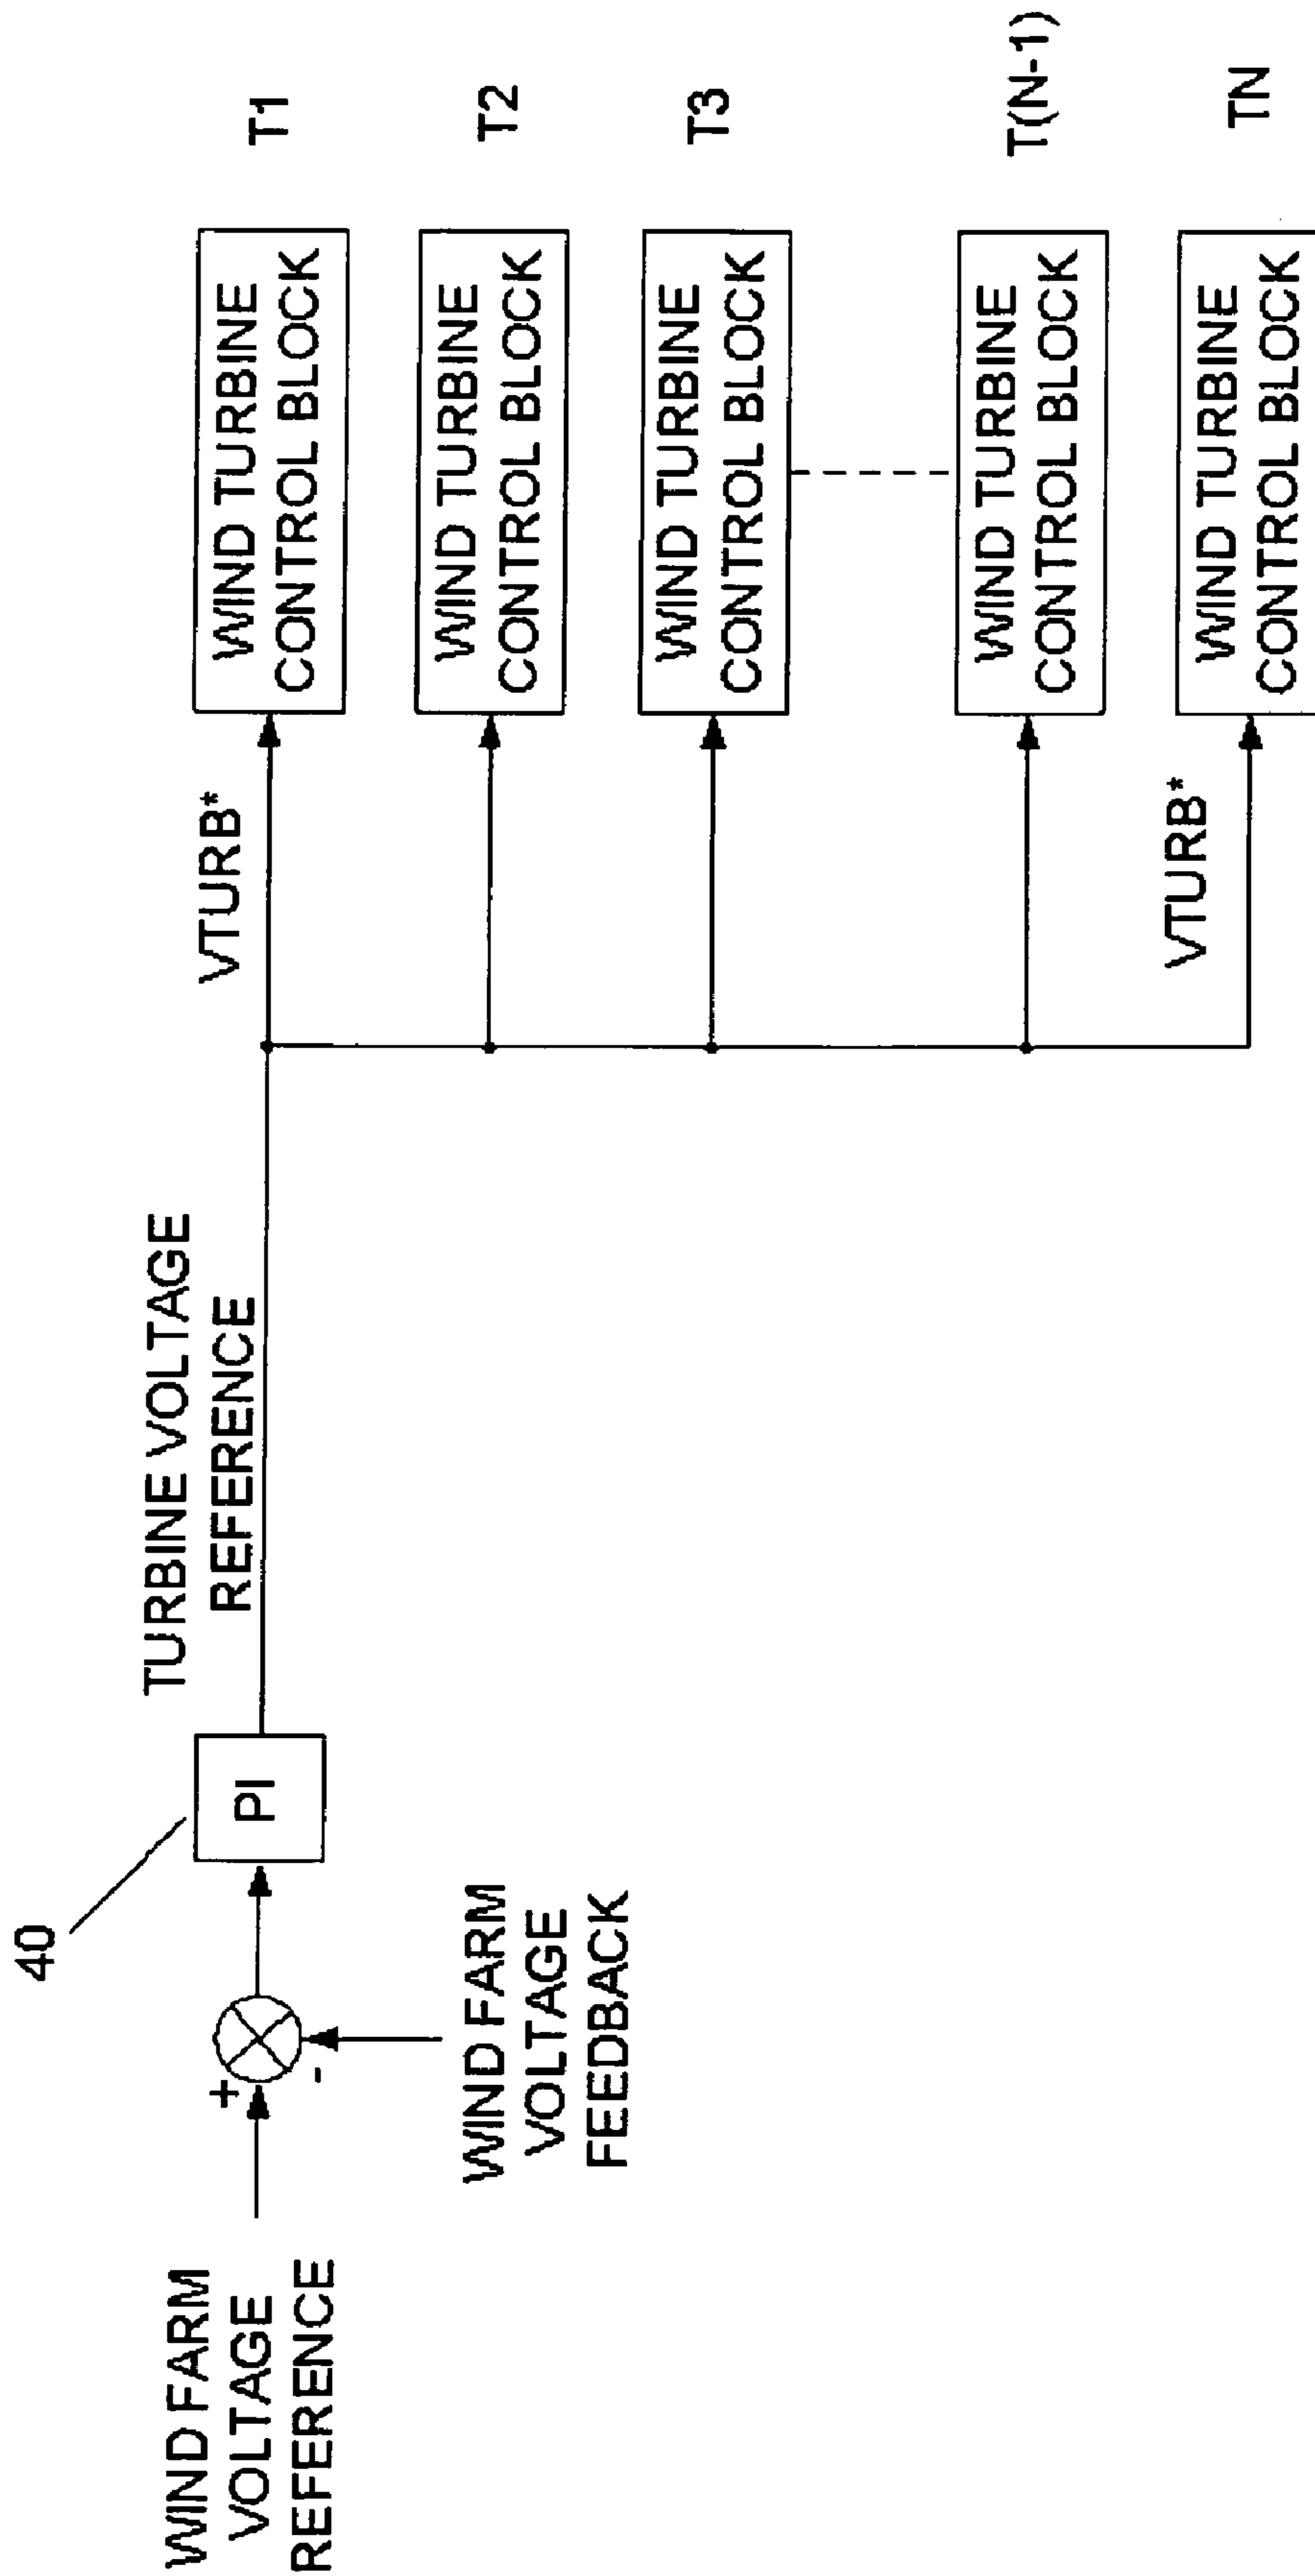 WIND FARM
VOLTAGE
REFERENCE
+
-
WIND FARM
VOLTAGE
FEEDBACK
40
PI
TURBINE VOLTAGE
REFERENCE
VTURB*
WIND TURBINE
CONTROL BLOCK
T1
WIND TURBINE
CONTROL BLOCK
T2
WIND TURBINE
CONTROL BLOCK
T3
WIND TURBINE
CONTROL BLOCK
T(N-1)
VTURB*
WIND TURBINE
CONTROL BLOCK
TN